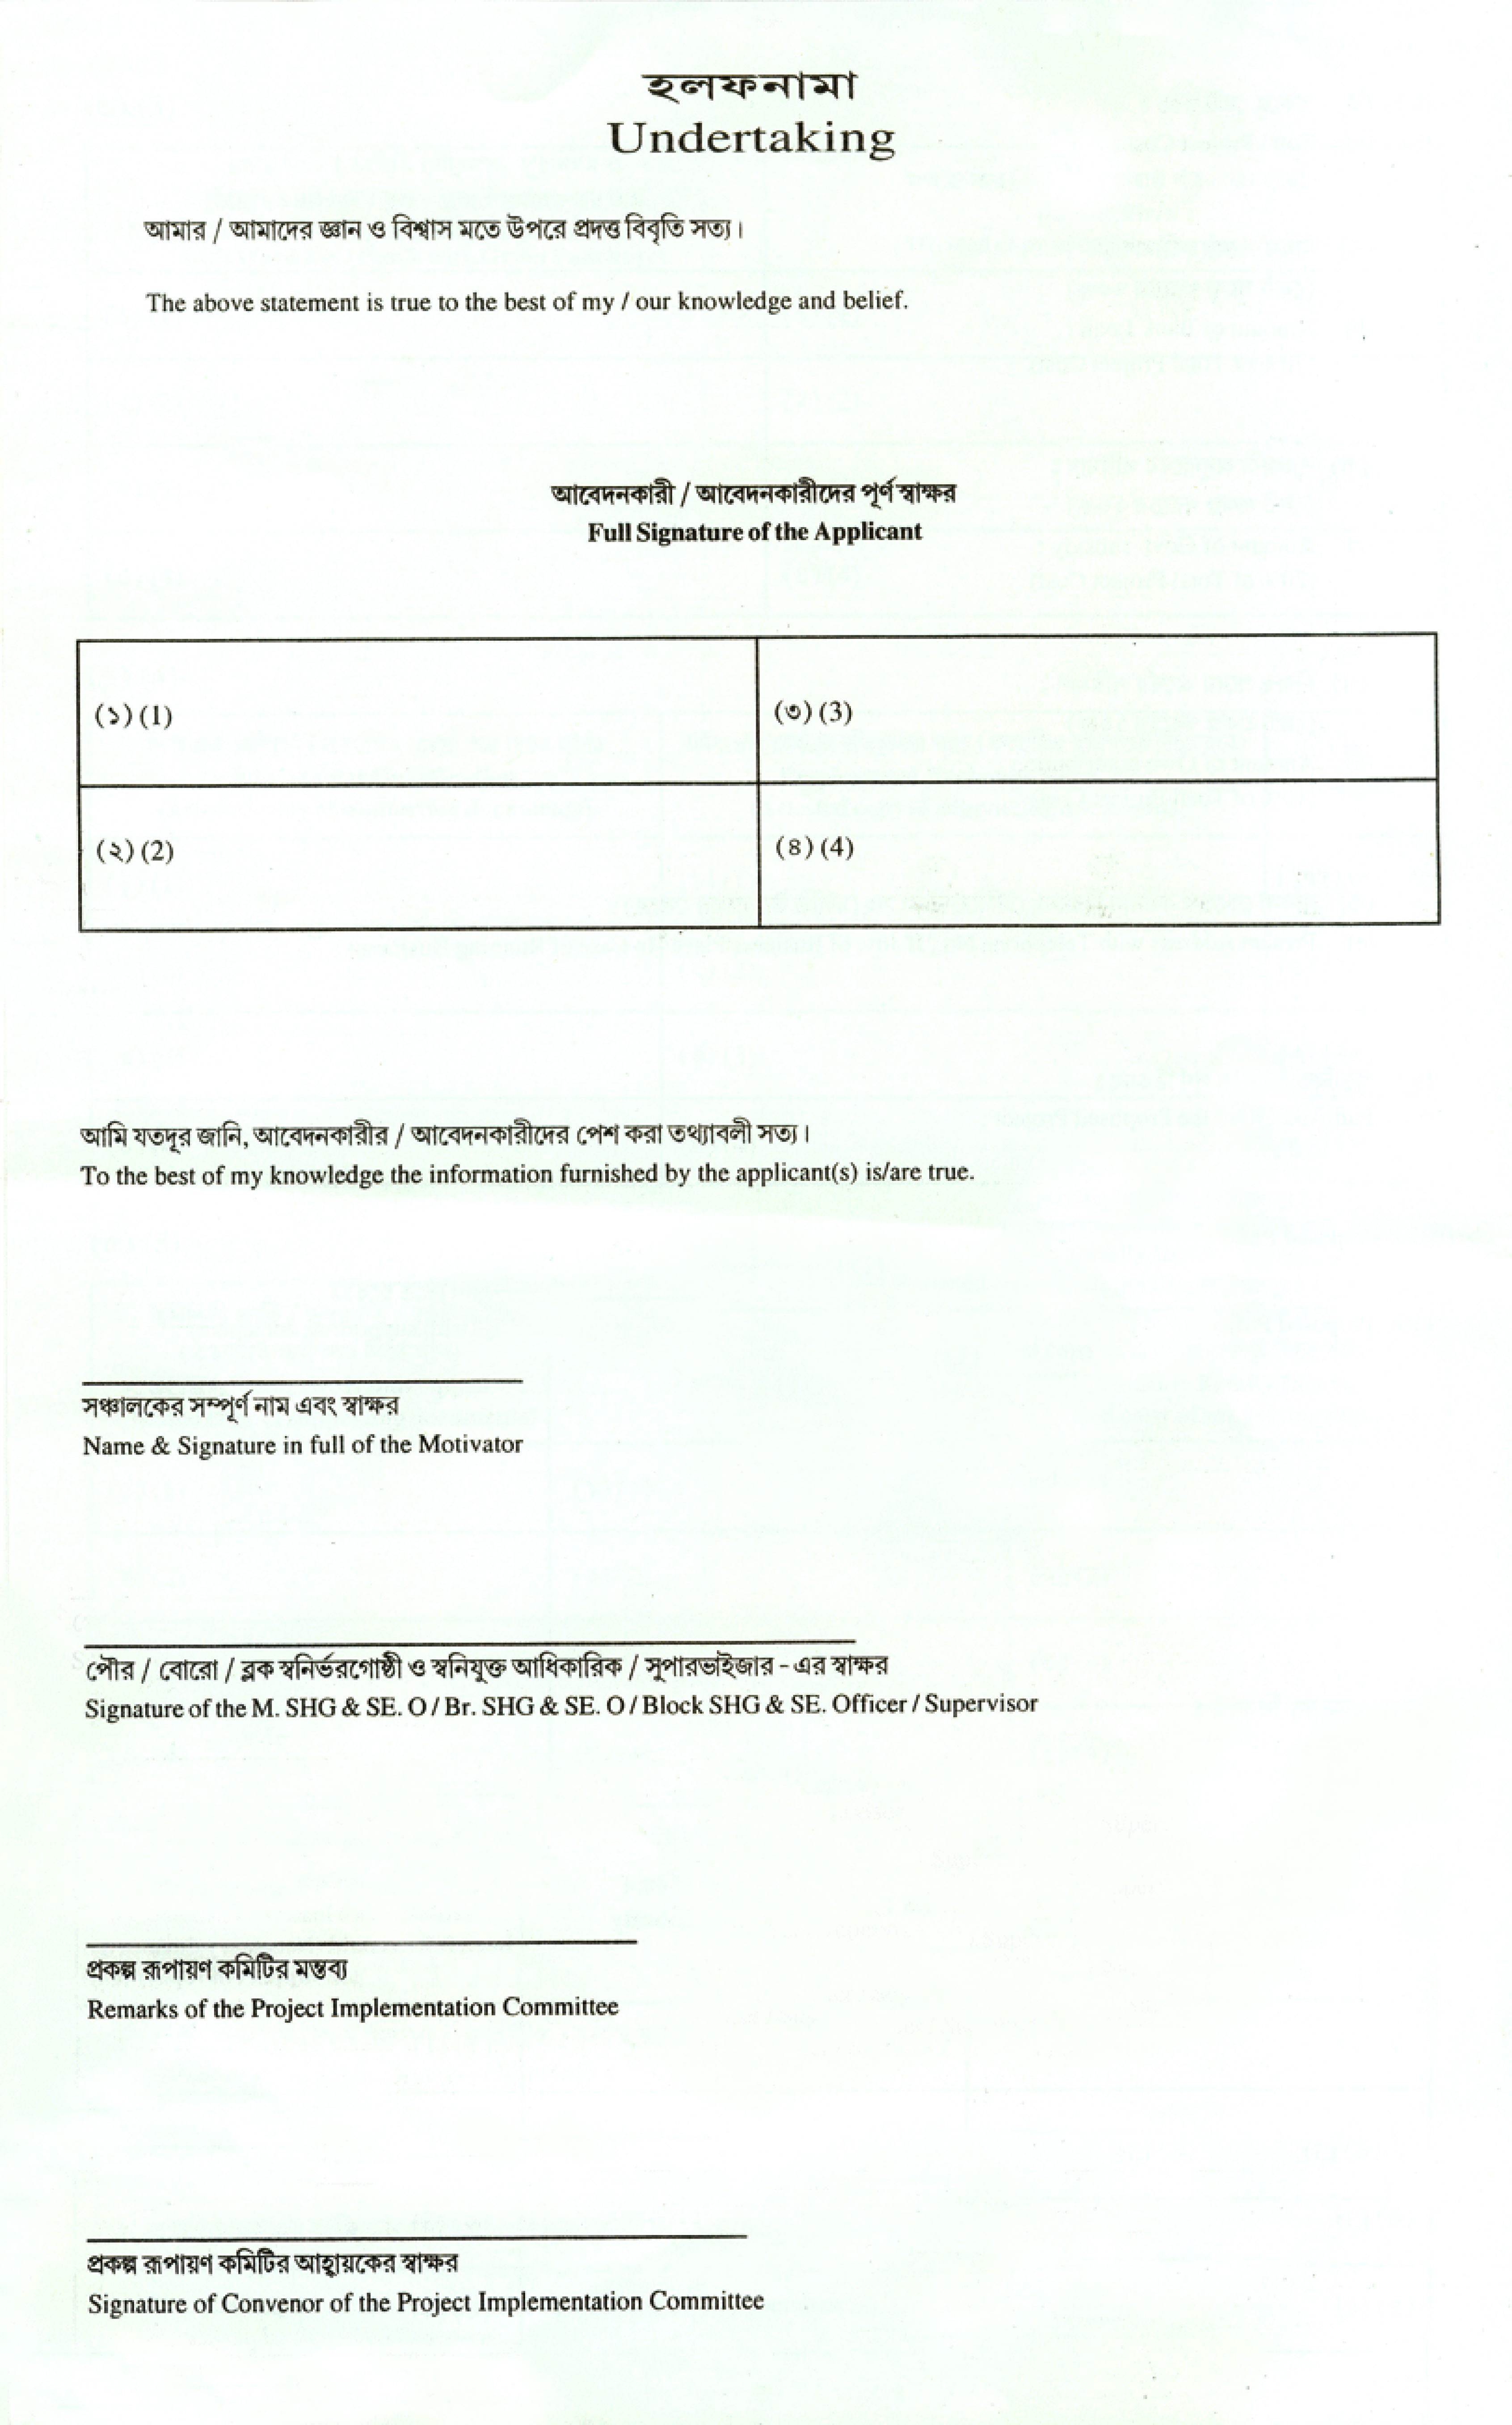 হলফনামা
Undertaking
আমার / আমাদের জ্ঞান ও বিশ্বাস মতে উপরে প্রদত্ত বিবৃতি সত্য।
The above statement is true to the best of my / our knowledge and belief.
আবেদনকারী / আবেদনকারীদের পূর্ণ স্বাক্ষর
Full Signature of the Applicant
(১) (1)
(৩) (3)
(২) (2)
(৪) (4)
আমি যতদূর জানি, আবেদনকারীর / আবেদনকারীদের পেশ করা তথ্যাবলী সত্য।
To the best of my knowledge the information furnished by the applicant(s) is/are true.
সঞ্চালকের সম্পূর্ণ নাম এবং স্বাক্ষর
Name & Signature in full of the Motivator
পৌর / বোরো / ব্লক স্বনির্ভরগোষ্ঠী ও স্বনিযুক্ত আধিকারিক / সুপারভাইজার - এর স্বাক্ষর
Signature of the M. SHG & SE. O / Br. SHG & SE. O / Block SHG & SE. Officer / Supervisor
প্রকল্প রূপায়ণ কমিটির মন্তব্য
Remarks of the Project Implementation Committee
প্রকল্প রূপায়ণ কমিটির আহ্বায়কের স্বাক্ষর
Signature of Convenor of the Project Implementation Committee